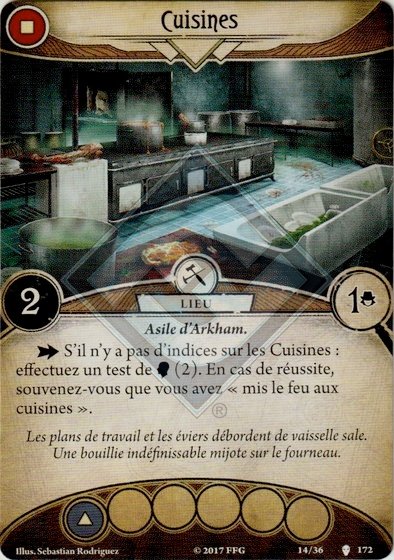 Cuisines
2
LIEU
1
Asile d'Arkham.
S'il n'y a pas d'indices sur les Cuisines :
effectuez un test de (2). En cas de réussite,
souvenez-vous que vous avez « mis le feu aux
cuisines ».
®
Les plans de travail et les éviers débordent de vaisselle sale.
Une bouillie indéfinissable mijote sur le fourneau.
Illus. Sebastian Rodriguez © 2017 FFG 14/36 172